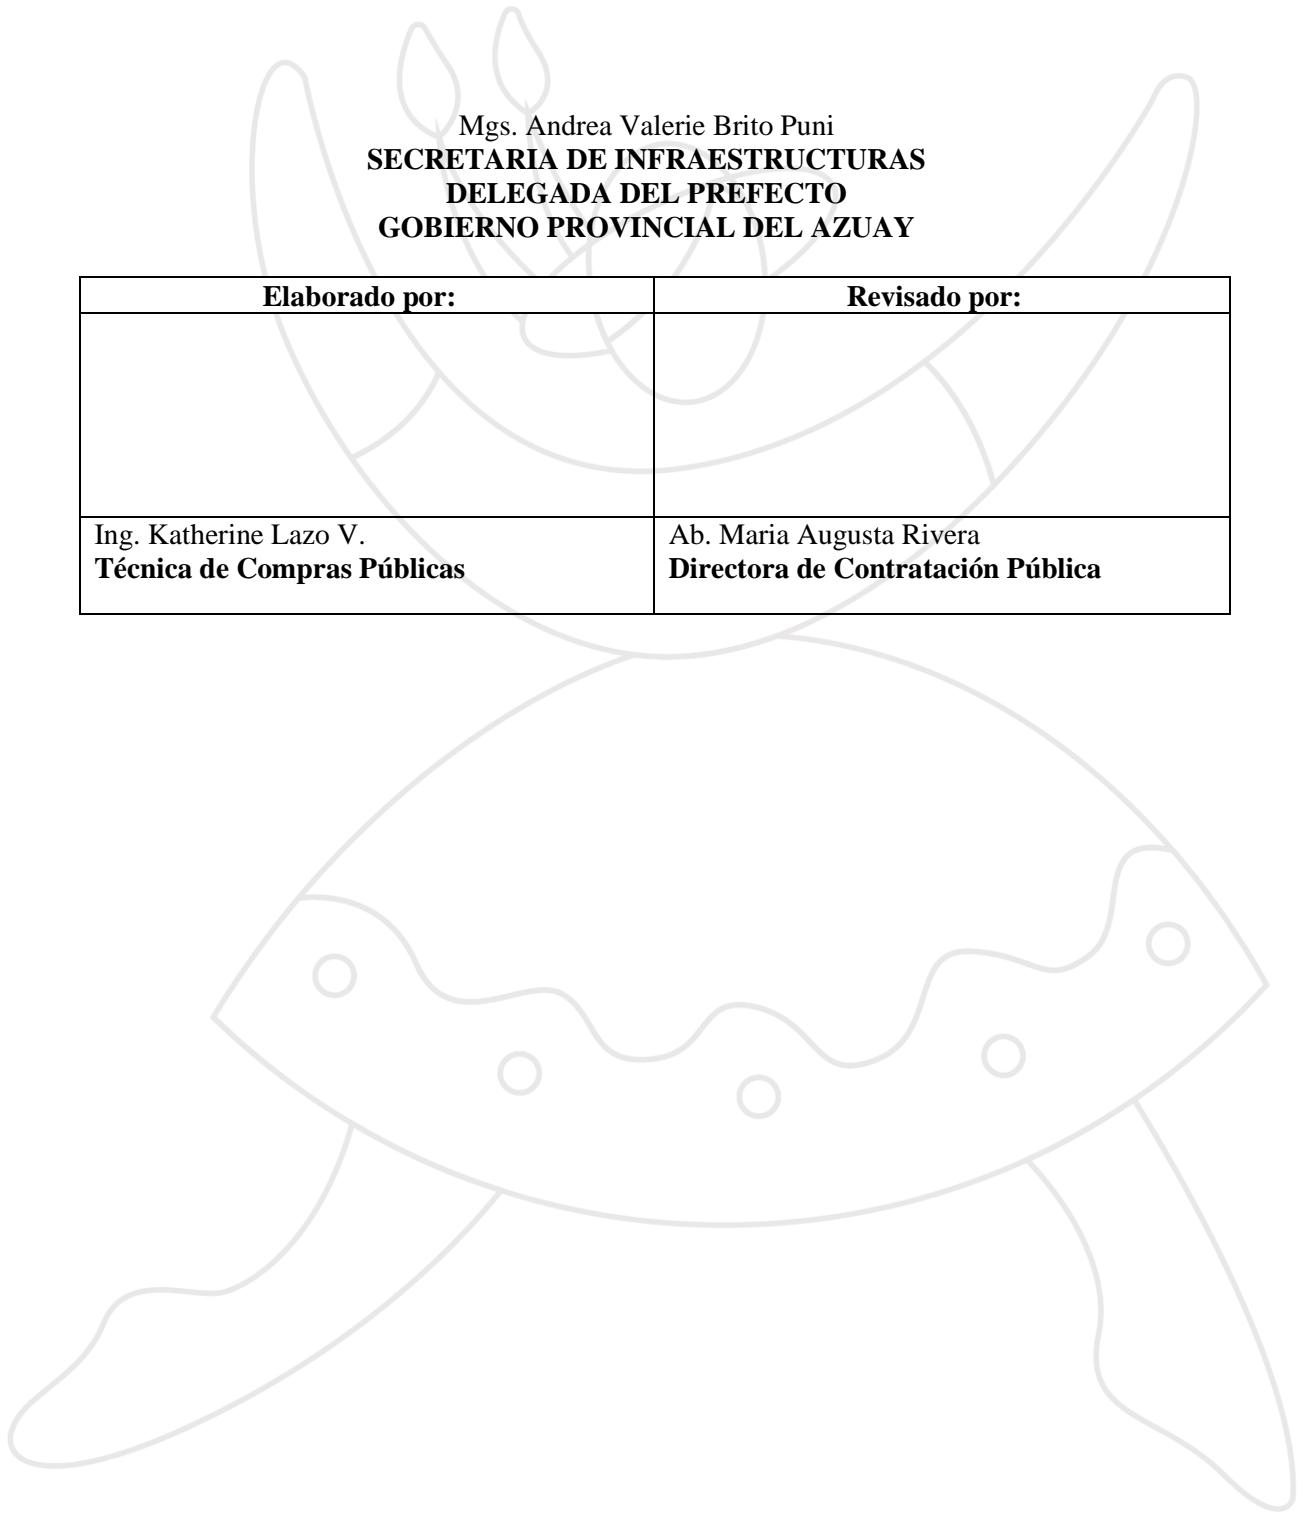 Mgs. Andrea Valerie Brito Puni
SECRETARIA DE INFRAESTRUCTURAS
DELEGADA DEL PREFECTO
GOBIERNO PROVINCIAL DEL AZUAY
Elaborado por:
Revisado por:
Ing. Katherine Lazo V.
Técnica de Compras Públicas
Ab. Maria Augusta Rivera
Directora de Contratación Pública